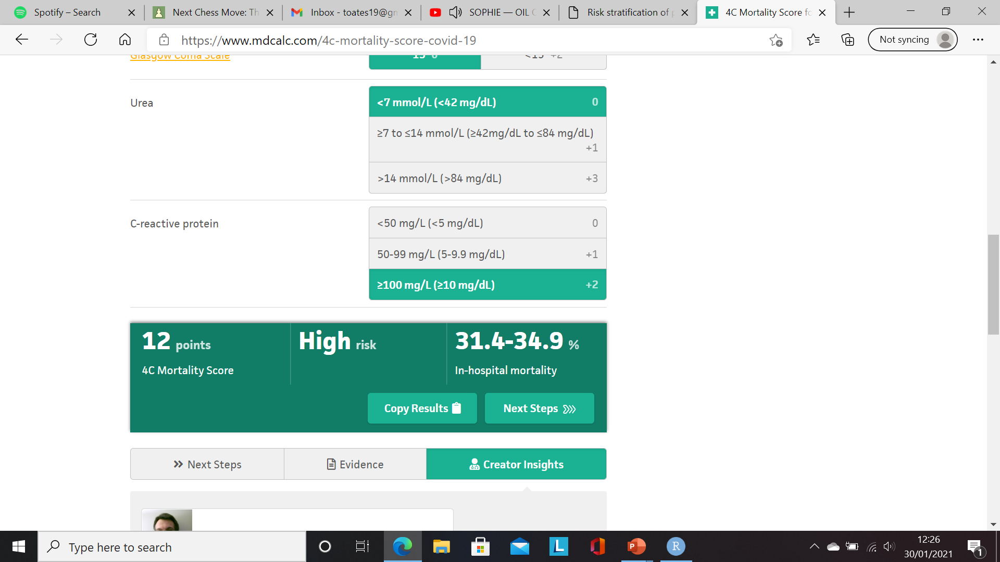 Spotify – Search
Next Chess Move: Th
Inbox - toates19@gm
SOPHIE — OIL C
Risk stratification of p
4C Mortality Score fo
https://www.mdcalc.com/4c-mortality-score-covid-19
Not syncing
Glasgow Coma Scale
15 0
<15 +2
Urea
<7 mmol/L (<42 mg/dL) 0
≥7 to ≤14 mmol/L (≥42mg/dL to ≤84 mg/dL)
+1
>14 mmol/L (>84 mg/dL) +3
C-reactive protein
<50 mg/L (<5 mg/dL) 0
50-99 mg/L (5-9.9 mg/dL) +1
≥100 mg/L (≥10 mg/dL) +2
12 points
4C Mortality Score
High risk
31.4-34.9 %
In-hospital mortality
Copy Results
Next Steps
Next Steps
Evidence
Creator Insights
Type here to search
L
P
R
12:26
30/01/2021
1